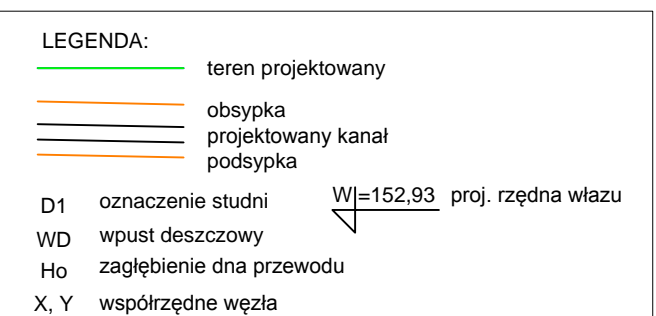 LEGENDA:
teren projektowany
obsypka
projektowany kanał
podsypka
D1 oznaczenie studni W=152,93 proj. rzędna włazu
WD wpust deszczowy
Ho zagłębienie dna przewodu
X, Y współrzędne węzła